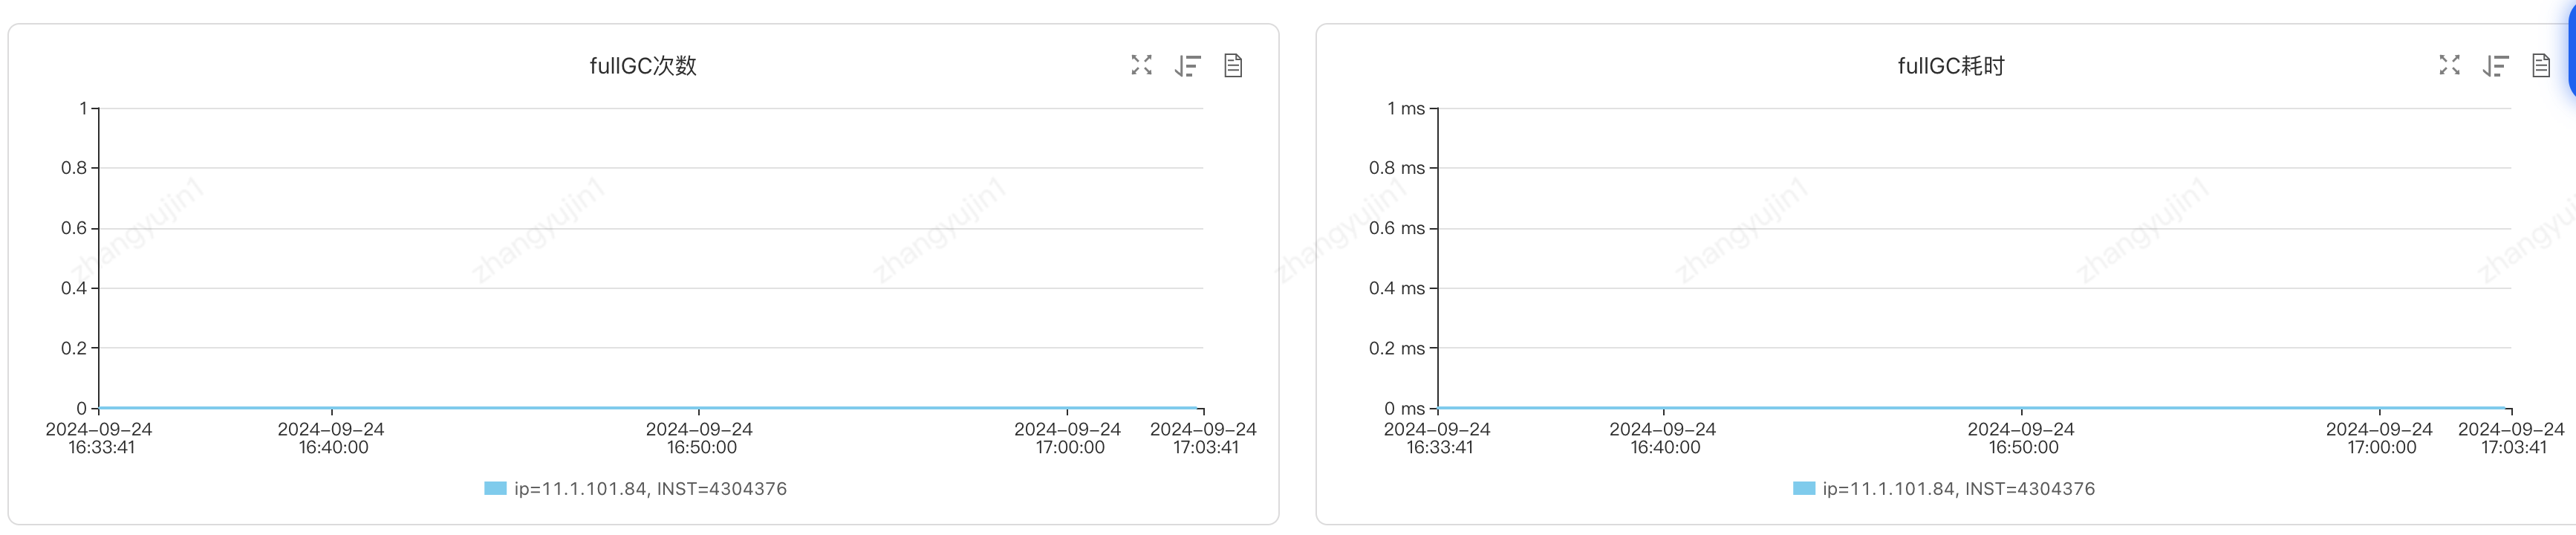 fullGC次数
1
0.8
0.6
0.4
0.2
0
2024-09-24
16:33:41
2024-09-24
16:40:00
2024-09-24
16:50:00
2024-09-24
17:00:00
2024-09-24
17:03:41
ip=11.1.101.84, INST=4304376
fullGC耗时
1 ms
0.8 ms
0.6 ms
0.4 ms
0.2 ms
0 ms
2024-09-24
16:33:41
2024-09-24
16:40:00
2024-09-24
16:50:00
2024-09-24
17:00:00
2024-09-24
17:03:41
ip=11.1.101.84, INST=4304376
zhangyujin1
zhangyujin1
zhangyujin1
zhangyujin1
zhangyujin1
zhangyujin1